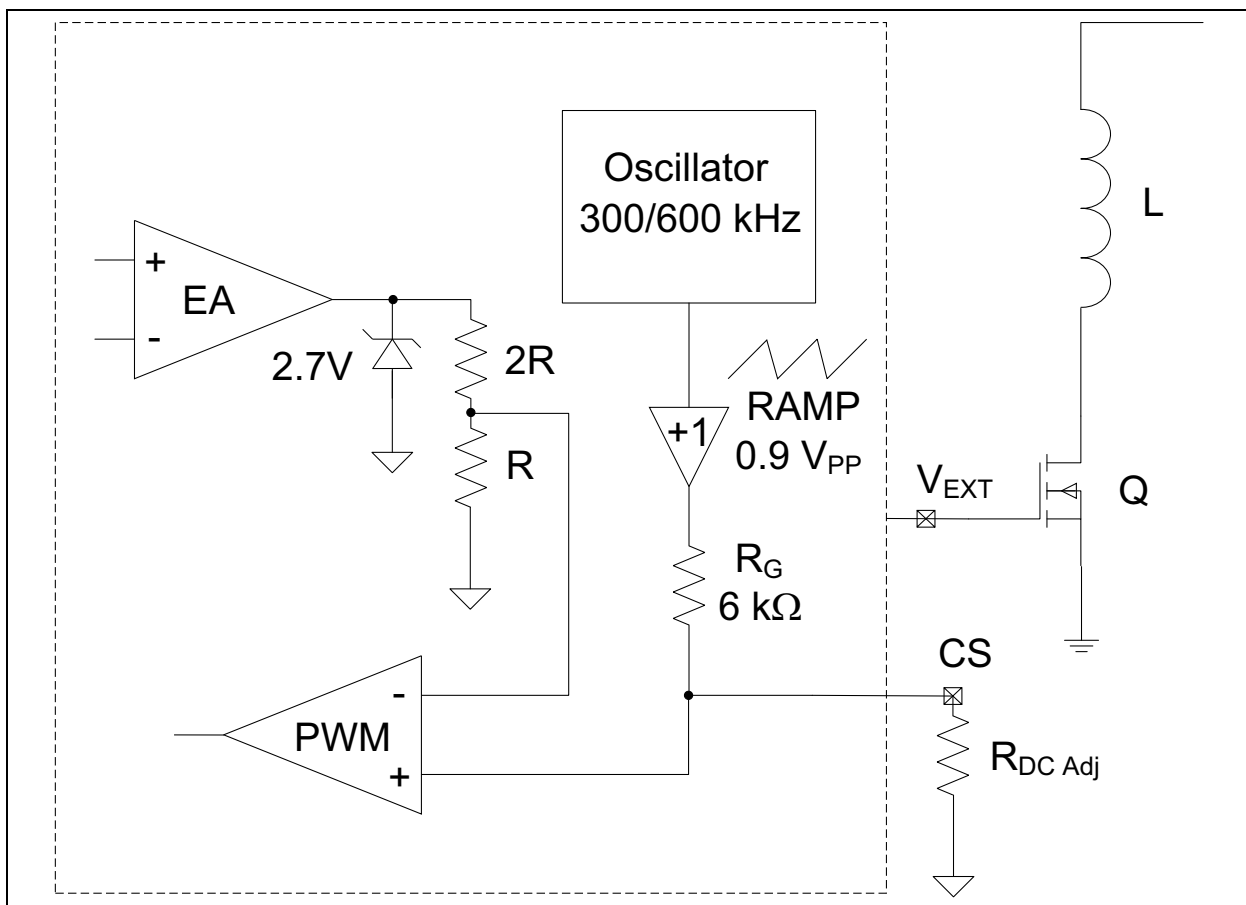 Oscillator
300/600 kHz
L
+
EA
-
2.7V
2R
R
RAMP
0.9 VPP
+1
VEXT
Q
RG
6 kΩ
CS
-
PWM
+
RDC Adj